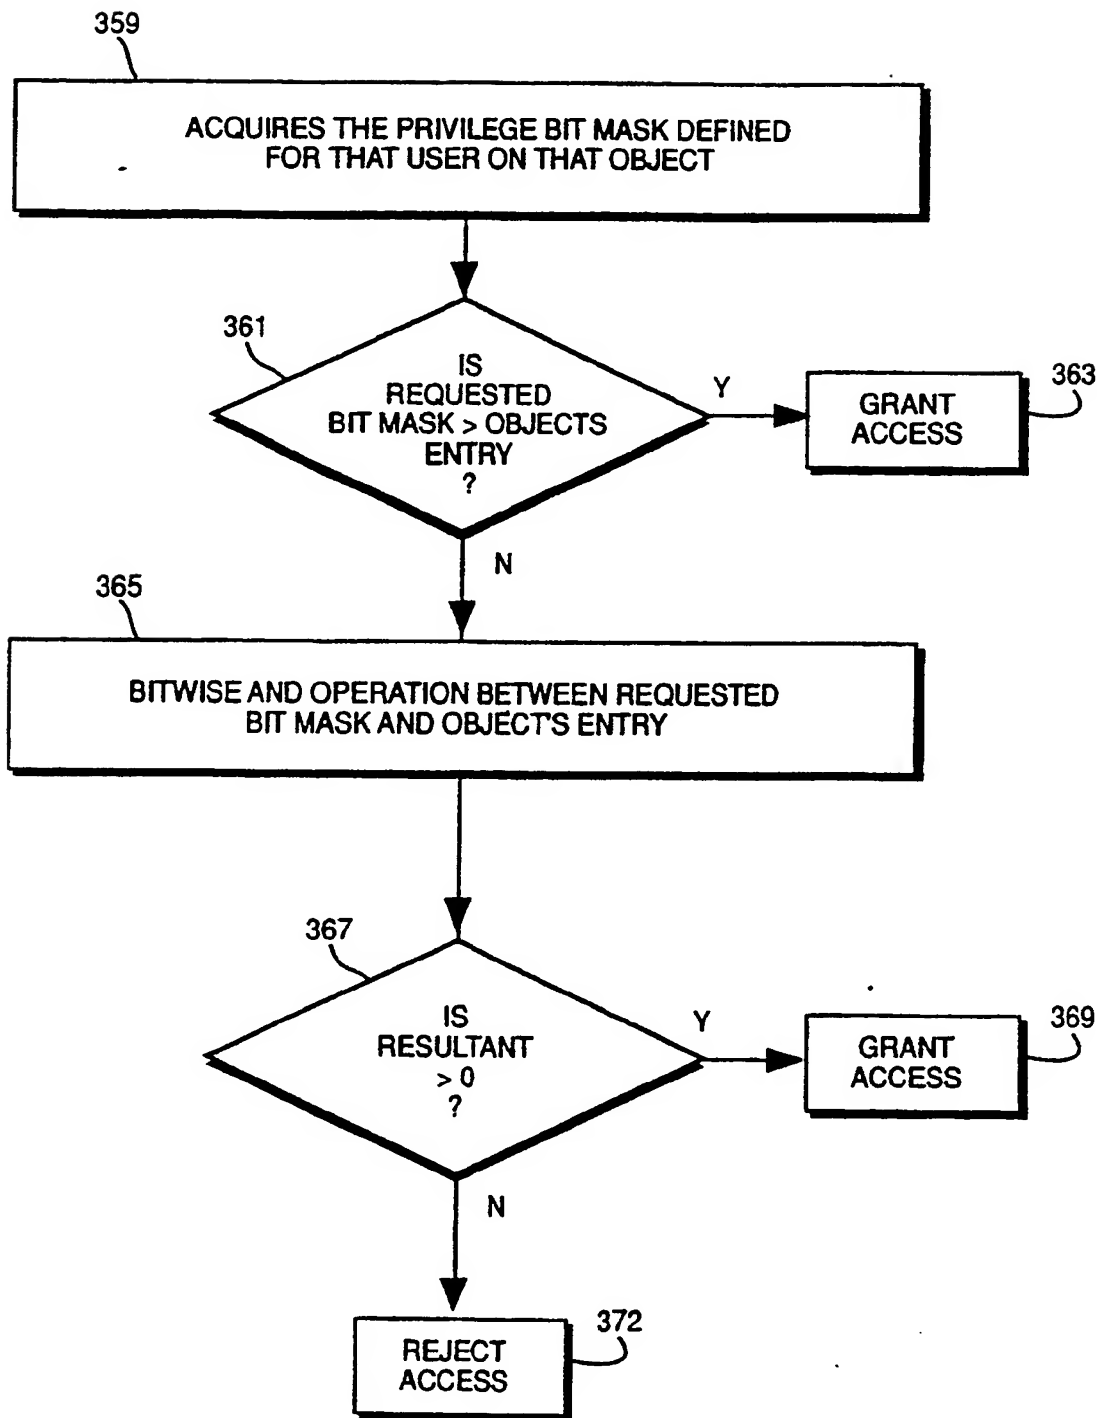 359
ACQUIRES THE PRIVILEGE BIT MASK DEFINED
FOR THAT USER ON THAT OBJECT
361
IS
REQUESTED
BIT MASK > OBJECTS
ENTRY
?
Y
GRANT
ACCESS
363
N
365
BITWISE AND OPERATION BETWEEN REQUESTED
BIT MASK AND OBJECT'S ENTRY
367
IS
RESULTANT
> 0
?
Y
GRANT
ACCESS
369
N
REJECT
ACCESS
372